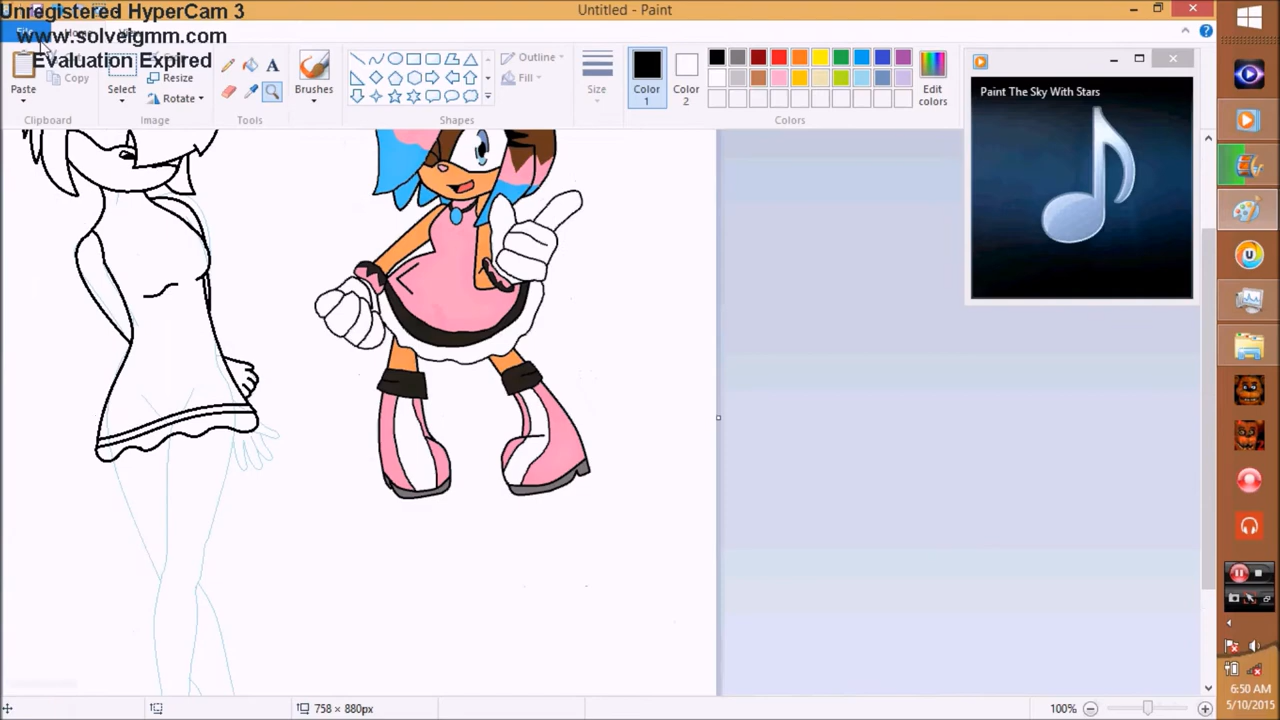 Unregistered HyperCam 3
www.solveigmm.com
Evaluation Expired
Untitled - Paint
Paste
Copy
Clipboard
Select
Resize
Rotate
Image
Tools
Brushes
Shapes
Outline
Fill
Size
Color 1
Color 2
Edit colors
Colors
Paint The Sky With Stars
758 × 880px
100%
6:50 AM
5/10/2015